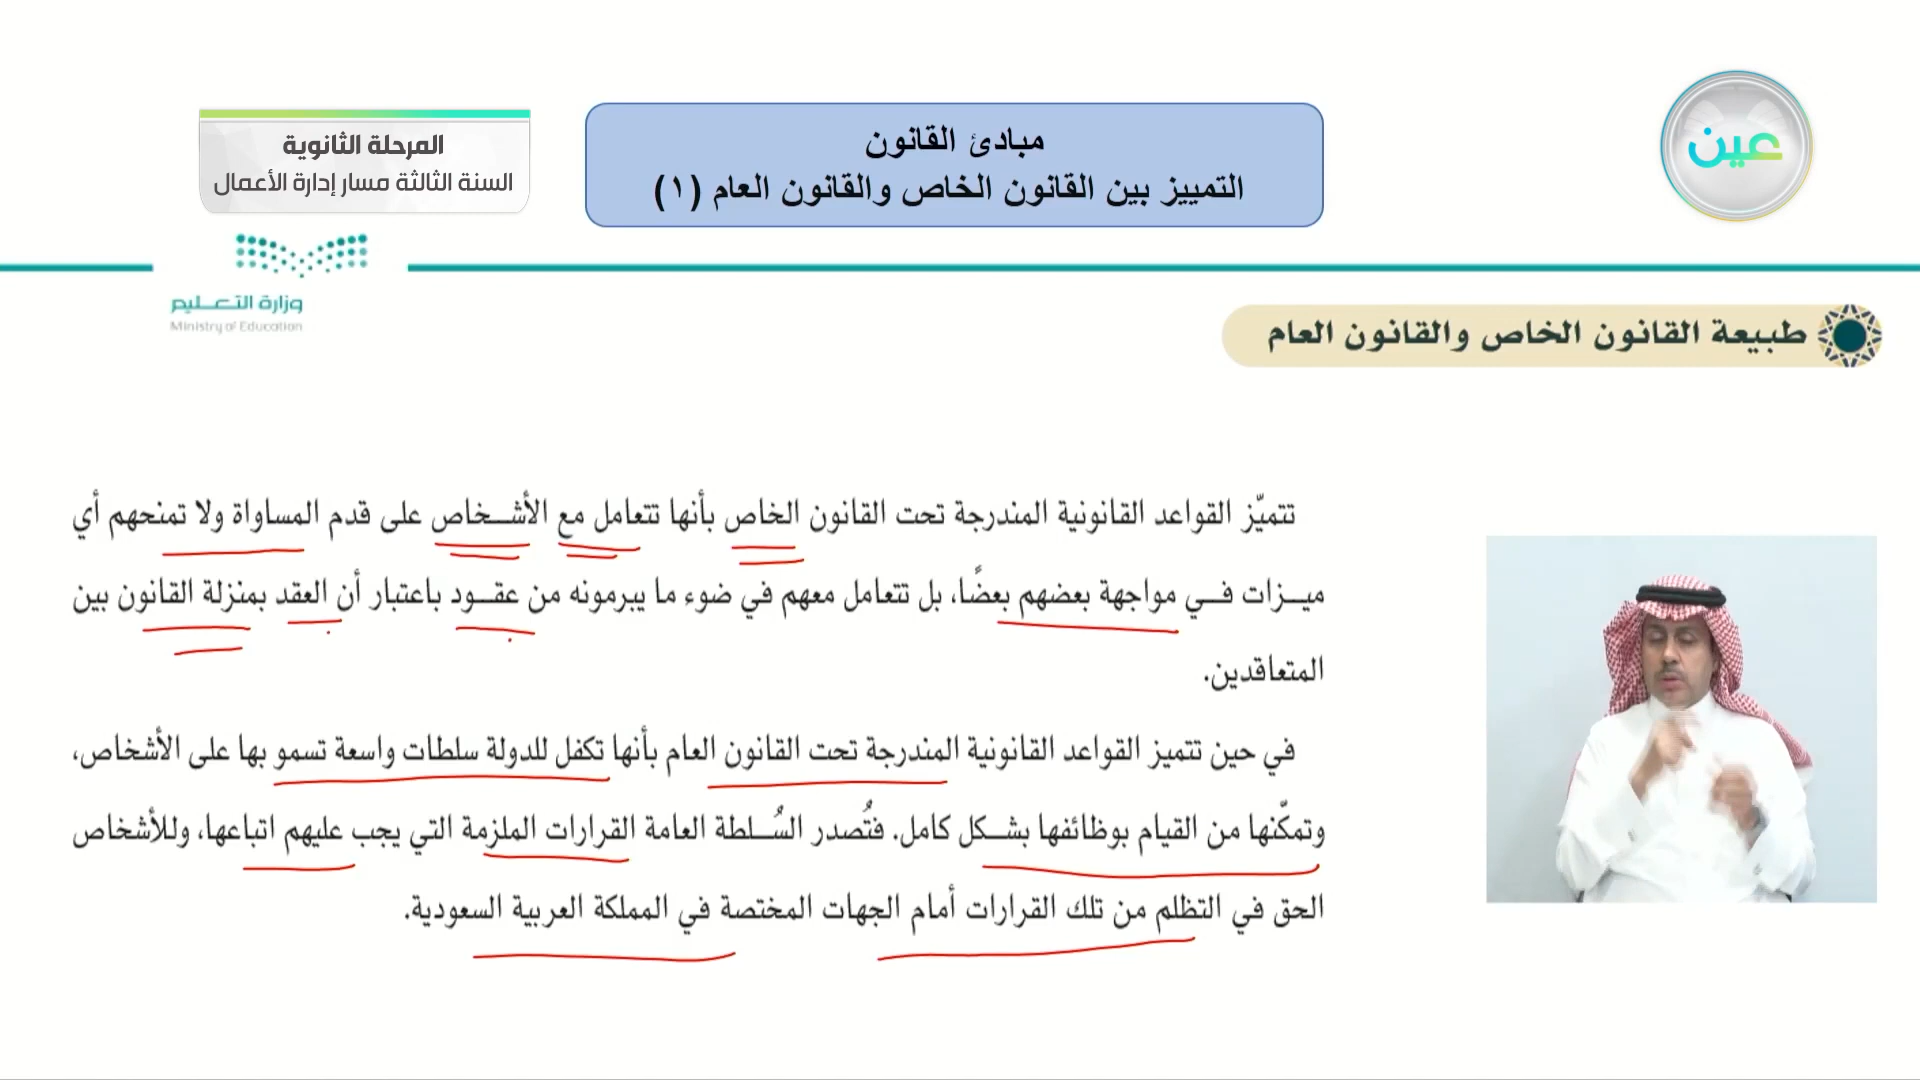 عين
مبادئ القانون
التمييز بين القانون الخاص والقانون العام (١)
المرحلة الثانوية
السنة الثالثة مسار إدارة الأعمال
وزارة التعـليم
Ministry of Education
طبيعة القانون الخاص والقانون العام
تتميّز القواعد القانونية المندرجة تحت القانون الخاص بأنها تتعامل مع الأشـخاص على قدم المساواة ولا تمنحهم أي
ميـزات فـي مواجهة بعضهم بعضًا، بل تتعامل معهم في ضوء ما يبرمونه من عقـود باعتبار أن العقد بمنزلة القانون بين
المتعاقدين.
في حين تتميز القواعد القانونية المندرجة تحت القانون العام بأنها تكفل للدولة سلطات واسعة تسمو بها على الأشخاص،
وتمكّنها من القيام بوظائفها بشـكل كامل. فتُصدر السُـلطة العامة القرارات الملزمة التي يجب عليهم اتباعها، وللأشخاص
الحق في التظلم من تلك القرارات أمام الجهات المختصة في المملكة العربية السعودية.